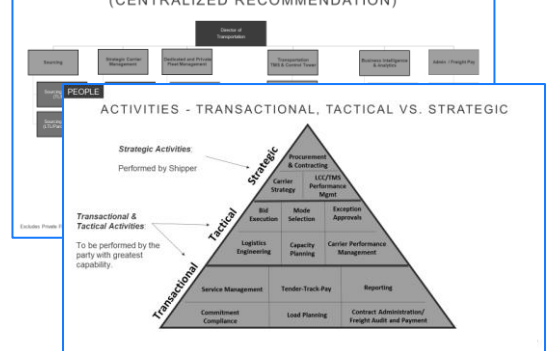 (CENTRALIZED RECOMMENDATION)
Director of
Transportation
Sourcing
Strategic Carrier
Management
Dedicated and Private
Fleet Management
Transportation
TMS & Control Tower
Business Intelligence
& Analytics
Admin / Freight Pay
Sourcing
Sourcing
PEOPLE
ACTIVITIES - TRANSACTIONAL, TACTICAL VS. STRATEGIC
Strategic Activities:
Performed by Shipper
Transactional &
Tactical Activities:
To be performed by the
party with greatest
capability.
Strategic
Tactical
Transactional
Procurement
& Contracting
Carrier
Strategy
LCC/TMS
Performance
Mgmt
Bid
Execution
Mode
Selection
Exception
Approvals
Logistics
Engineering
Capacity
Planning
Carrier Performance
Management
Service Management
Tender-Track-Pay
Reporting
Commitment
Compliance
Load Planning
Contract Administration/
Freight Audit and Payment
Excludes Private F